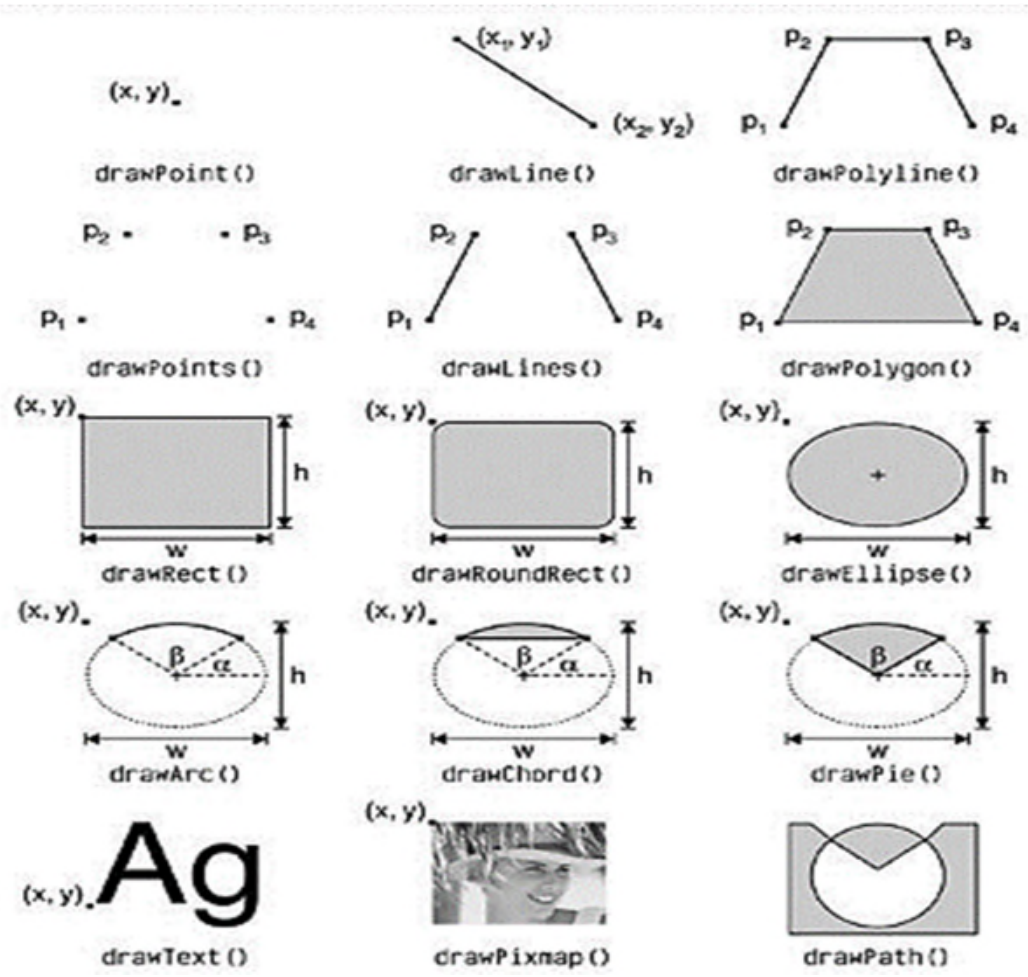 (x, y)
(x₁, y₁)
(x₂, y₂)
p₂ p₃
p₁ p₄
drawPoint() drawLine() drawPolyline()
p₂ p₃ p₂ p₃ p₂ p₃
p₁ p₄ p₁ p₄ p₁ p₄
drawPoints() drawLines() drawPolygon()
(x, y) (x, y) (x, y)
h h + h
w w w
drawRect() drawRoundRect() drawEllipse()
(x, y) (x, y) (x, y)
β α h β α h β α h
w w w
drawArc() drawChord() drawPie()
(x, y)
Ag
(x, y)
drawText() drawPixmap() drawPath()